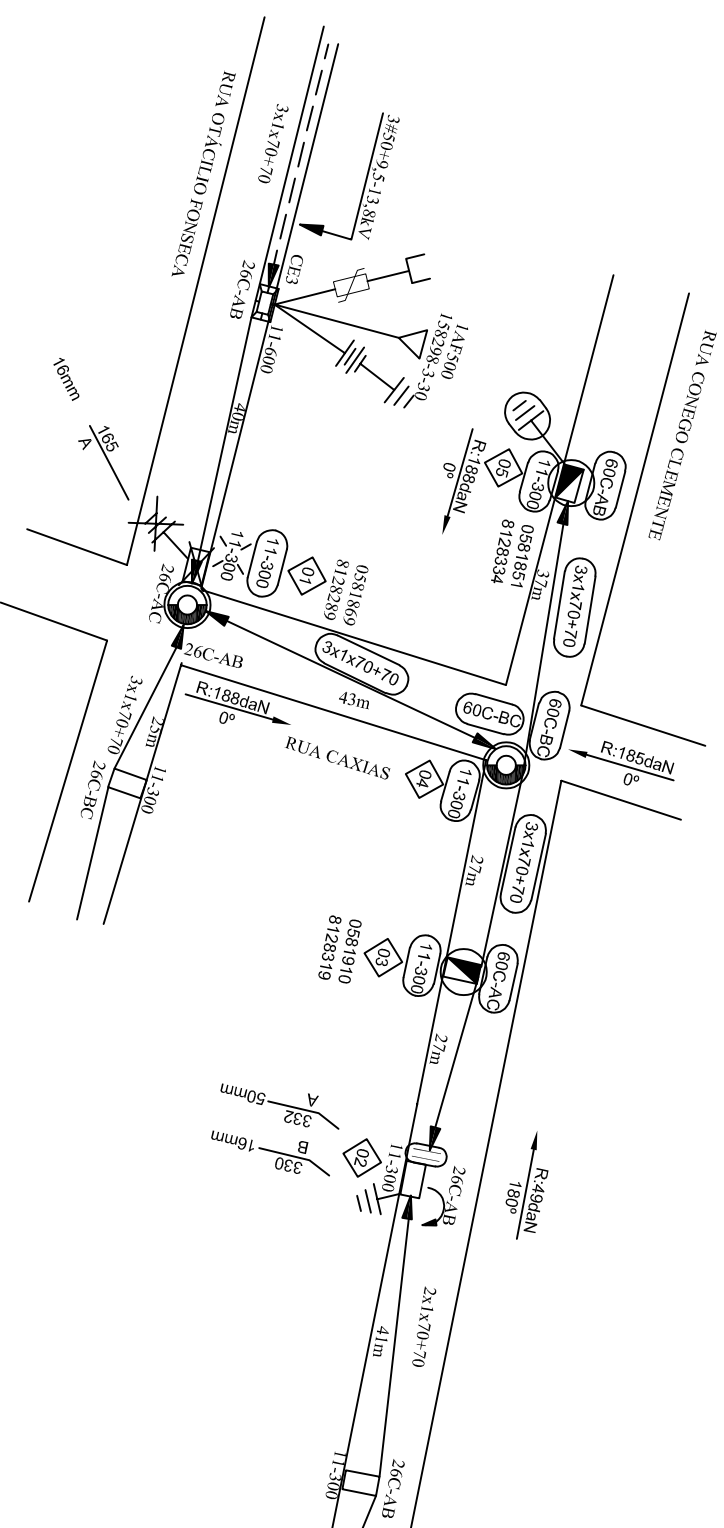 RUA OTÁCILIO FONSECA
3x1x70+70
3#50+9,5-13,8kV
CE3
26C-AB
11-600
1AF500
158298-3-30
40m
16mm
165
A
RUA CONEGO CLEMENTE
60C-AB
11-300
05
R:188daN
0º
0581851
8128334
37m
3x1x70+70
11-300
11-300
01
0581869
8128289
26C-AC
26C-AB
3x1x70+70
43m
R:188daN
0º
RUA CAXIAS
60C-BC
60C-BC
R:185daN
0º
04
11-300
3x1x70+70
25m
26C-BC
11-300
27m
3x1x70+70
0581910
8128319
03
11-300
60C-AC
27m
A
332
50mm
B
330
16mm
02
11-300
26C-AB
R:49daN
180º
2x1x70+70
41m
11-300
26C-AB